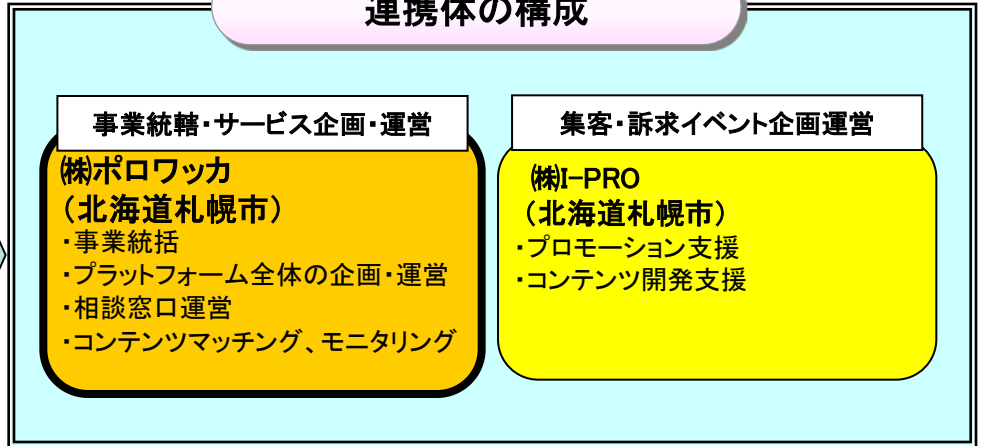 連携体の構成
事業統轄・サービス企画・運営
㈱ポロワッカ
（北海道札幌市）
・事業統括
・プラットフォーム全体の企画・運営
・相談窓口運営
・コンテンツマッチング、モニタリング
集客・訴求イベント企画運営
㈱I-PRO
（北海道札幌市）
・プロモーション支援
・コンテンツ開発支援